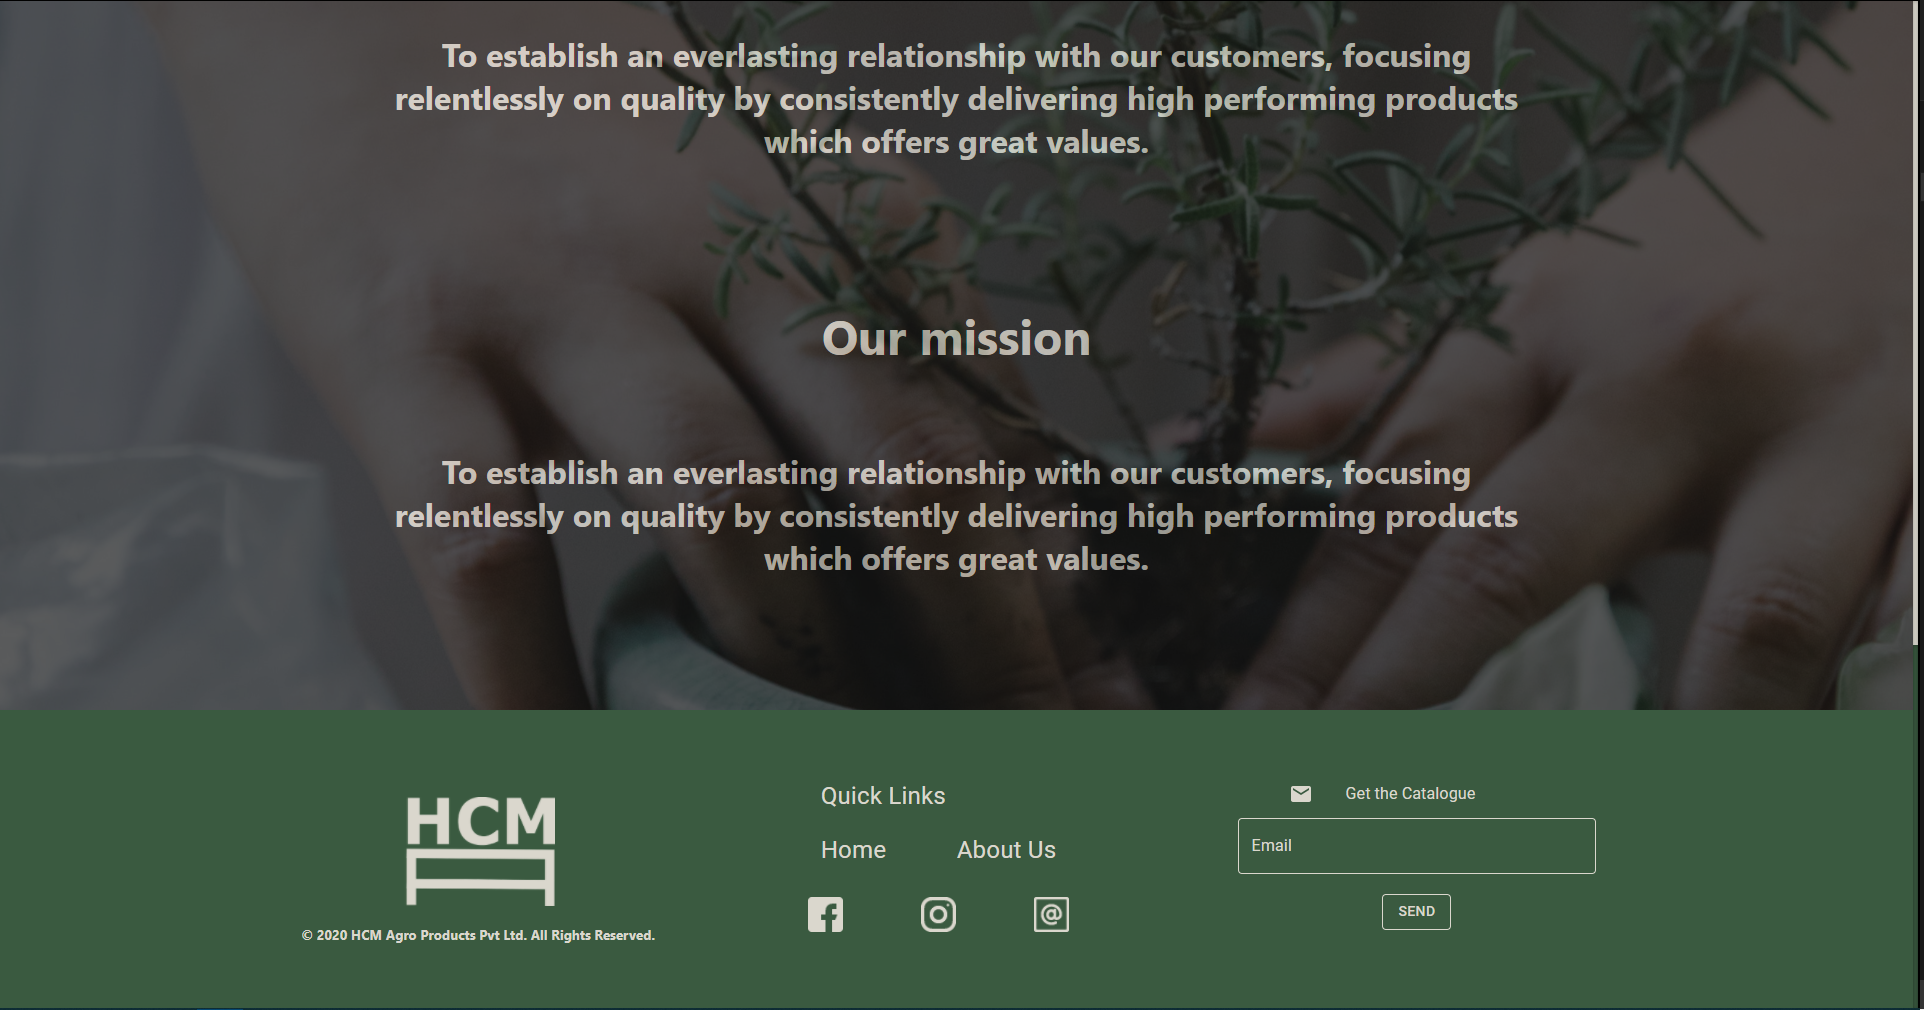 To establish an everlasting relationship with our customers, focusing
relentlessly on quality by consistently delivering high performing products
which offers great values.
Our mission
To establish an everlasting relationship with our customers, focusing
relentlessly on quality by consistently delivering high performing products
which offers great values.
HCM
© 2020 HCM Agro Products Pvt Ltd. All Rights Reserved.
Quick Links
Home About Us
@
Get the Catalogue
Email
SEND